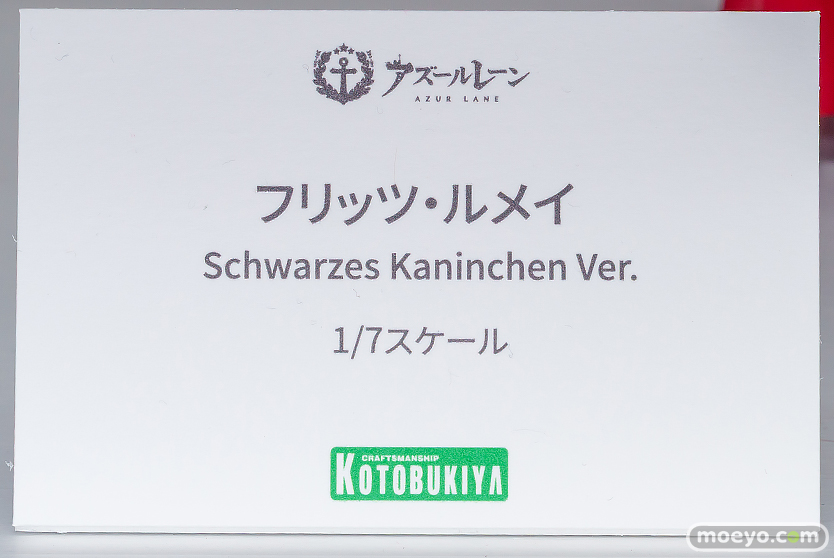 アズールレーン
AZUR LANE
フリッツ・ルメイ
Schwarzes Kaninchen Ver.
1/7スケール
CRAFTSMANSHIP
KOTOBUKIYA
moeyo.com